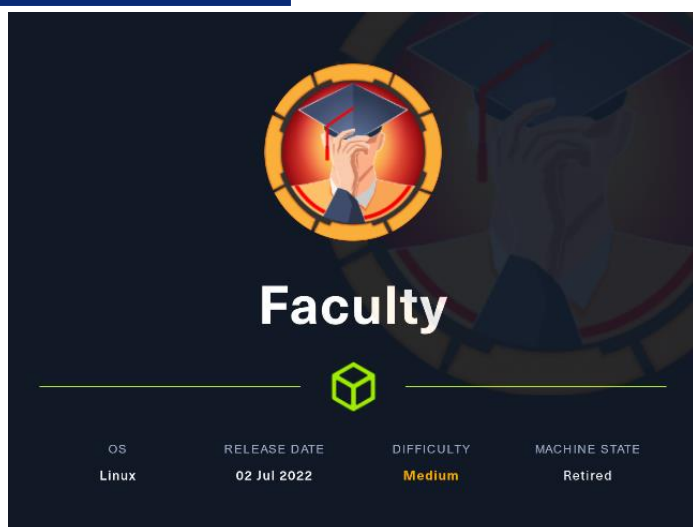 Faculty
OS RELEASE DATE DIFFICULTY MACHINE STATE
Linux 02 Jul 2022 Medium Retired